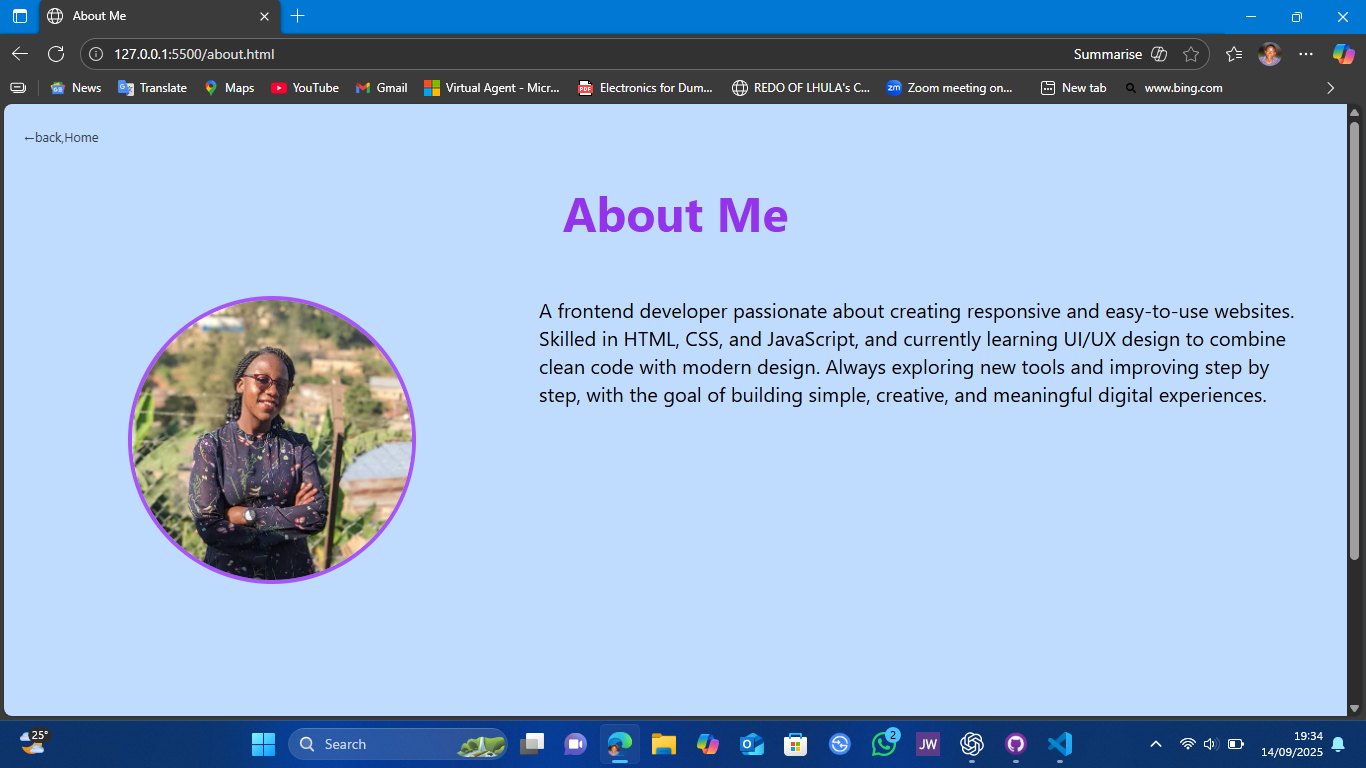 About Me
127.0.0.1:5500/about.html
Summarise
News
Translate
Maps
YouTube
Gmail
Virtual Agent - Micr...
Electronics for Dum...
REDO OF LHULA's C...
Zoom meeting on...
New tab
www.bing.com
←back,Home
About Me
A frontend developer passionate about creating responsive and easy-to-use websites.
Skilled in HTML, CSS, and JavaScript, and currently learning UI/UX design to combine
clean code with modern design. Always exploring new tools and improving step by
step, with the goal of building simple, creative, and meaningful digital experiences.
25°
Search
2
JW
19:34
14/09/2025